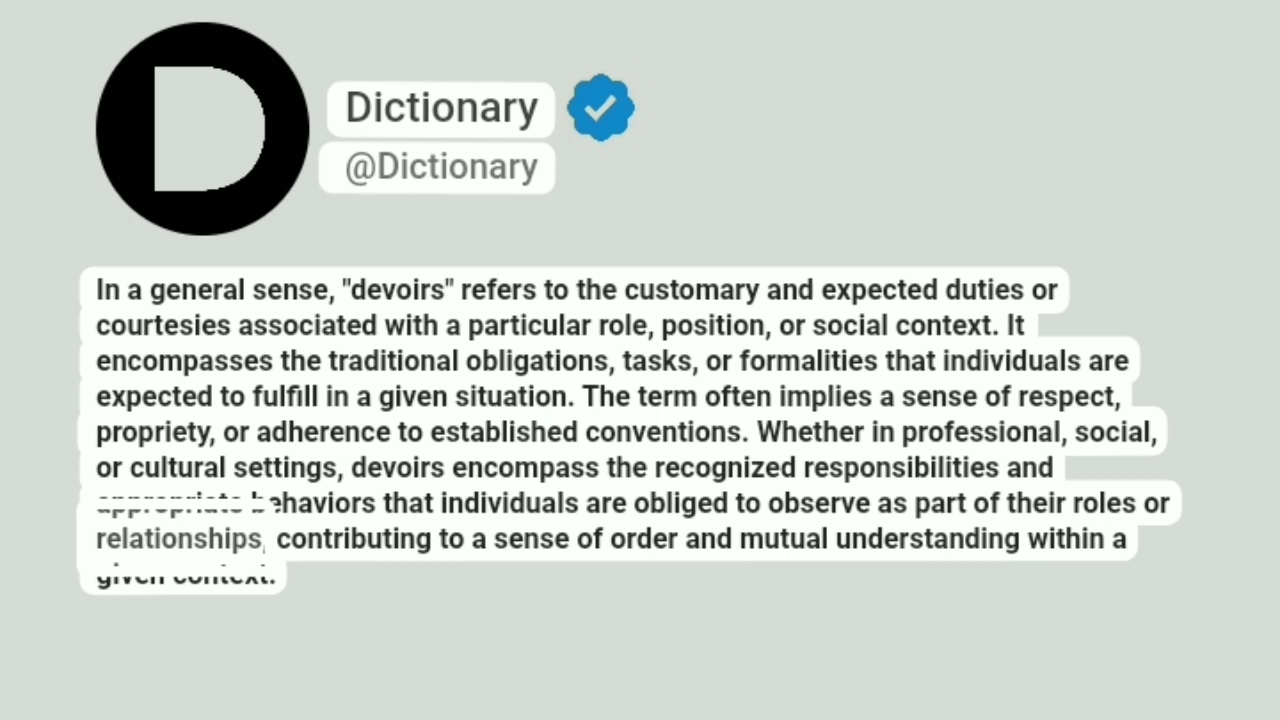 D
Dictionary
@Dictionary
In a general sense, "devoirs" refers to the customary and expected duties or
courtesies associated with a particular role, position, or social context. It
encompasses the traditional obligations, tasks, or formalities that individuals are
expected to fulfill in a given situation. The term often implies a sense of respect,
propriety, or adherence to established conventions. Whether in professional, social,
or cultural settings, devoirs encompass the recognized responsibilities and
appropriate behaviors that individuals are obliged to observe as part of their roles or
relationships, contributing to a sense of order and mutual understanding within a
given context.